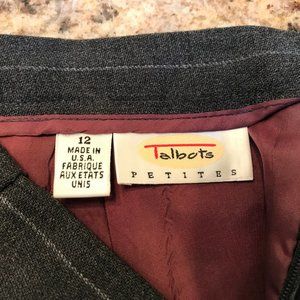 12
MADE IN
U.S.A.
FABRIQUE
AUX ETATS
UNIS
Talbots
PETITES